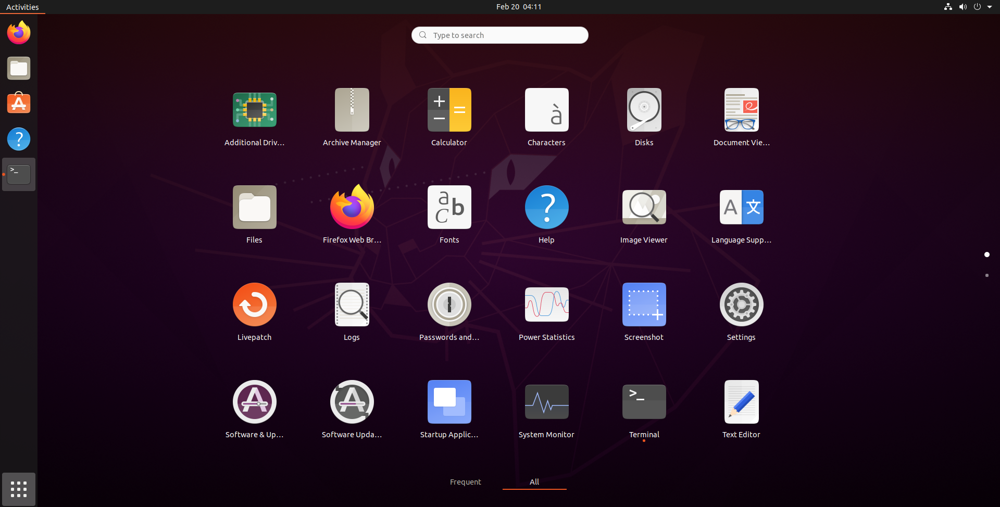 Activities
Feb 20 04:11
Type to search
Additional Driv...
Archive Manager
Calculator
Characters
Disks
Document Vie...
Files
Firefox Web Br...
Fonts
Help
Image Viewer
Language Supp...
Livepatch
Logs
Passwords and...
Power Statistics
Screenshot
Settings
Software & Up...
Software Upda...
Startup Applic...
System Monitor
Terminal
Text Editor
Frequent
All